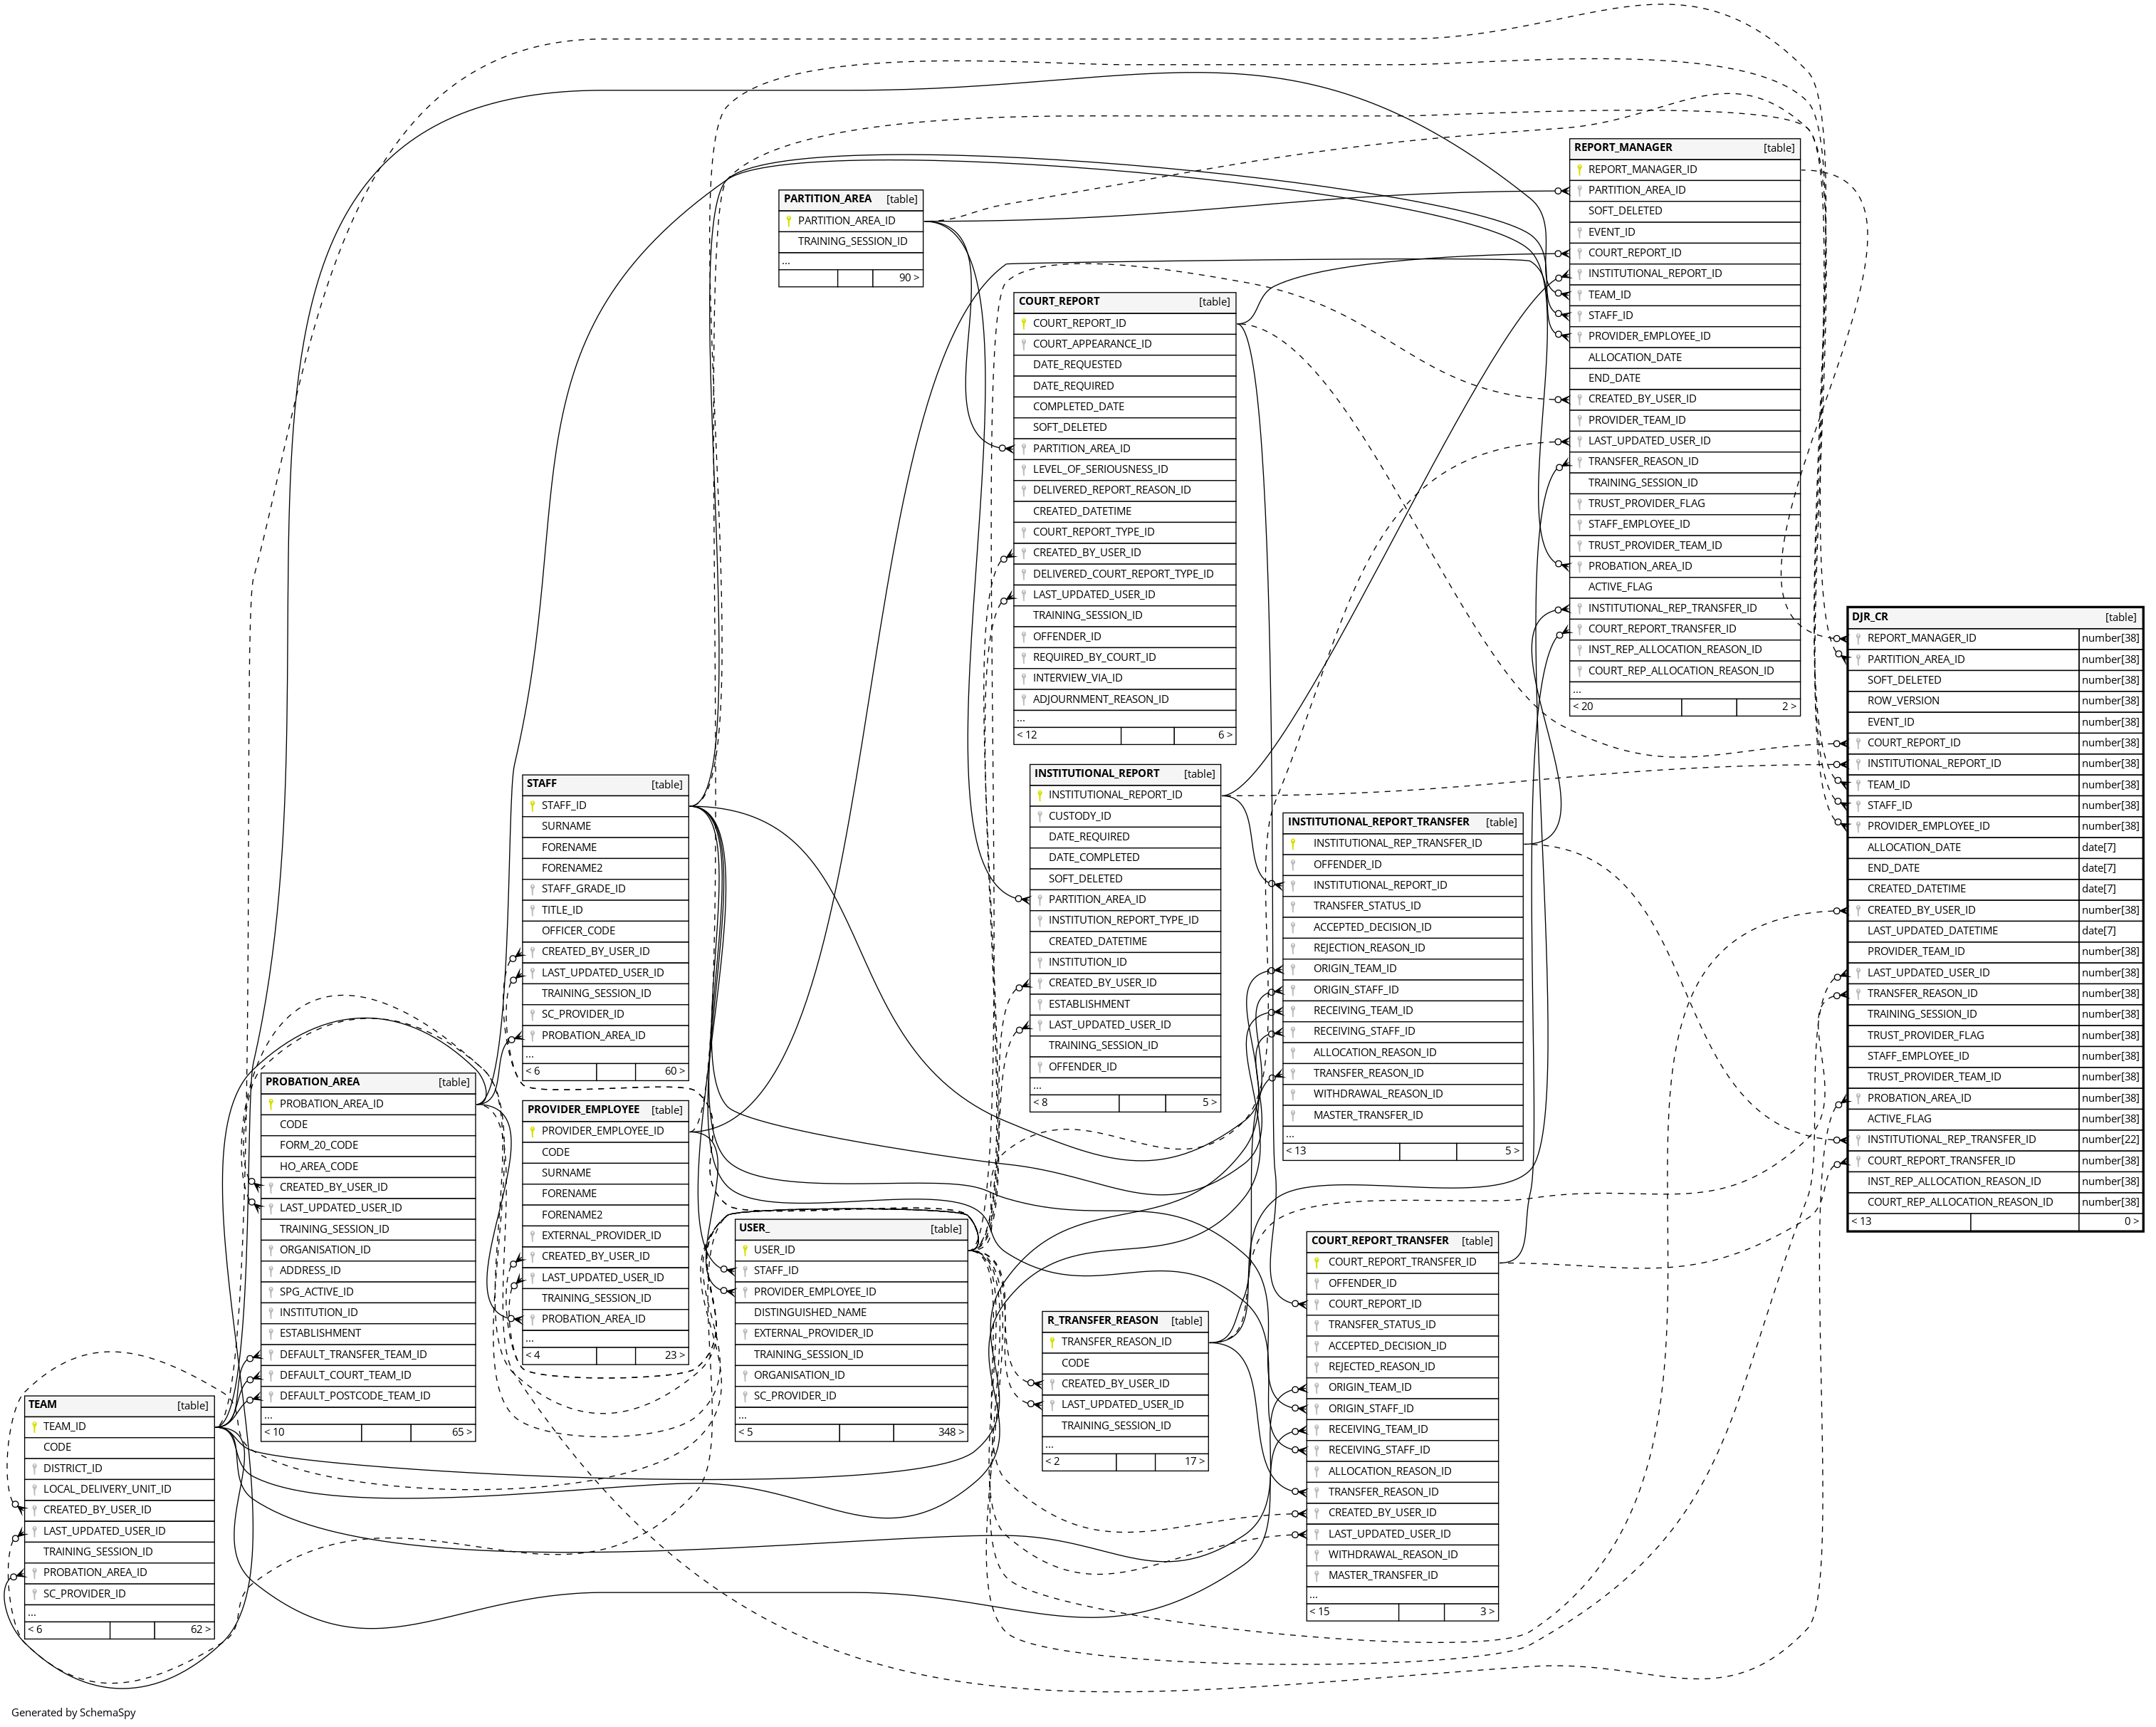 REPORT_MANAGER [table]
REPORT_MANAGER_ID
PARTITION_AREA_ID
SOFT_DELETED
EVENT_ID
COURT_REPORT_ID
INSTITUTIONAL_REPORT_ID
TEAM_ID
STAFF_ID
PROVIDER_EMPLOYEE_ID
ALLOCATION_DATE
END_DATE
CREATED_BY_USER_ID
PROVIDER_TEAM_ID
LAST_UPDATED_USER_ID
TRANSFER_REASON_ID
TRAINING_SESSION_ID
TRUST_PROVIDER_FLAG
STAFF_EMPLOYEE_ID
TRUST_PROVIDER_TEAM_ID
PROBATION_AREA_ID
ACTIVE_FLAG
INSTITUTIONAL_REP_TRANSFER_ID
COURT_REPORT_TRANSFER_ID
INST_REP_ALLOCATION_REASON_ID
COURT_REP_ALLOCATION_REASON_ID
...
< 20 2 >
PARTITION_AREA [table]
PARTITION_AREA_ID
TRAINING_SESSION_ID
...
90 >
COURT_REPORT [table]
COURT_REPORT_ID
COURT_APPEARANCE_ID
DATE_REQUESTED
DATE_REQUIRED
COMPLETED_DATE
SOFT_DELETED
PARTITION_AREA_ID
LEVEL_OF_SERIOUSNESS_ID
DELIVERED_REPORT_REASON_ID
CREATED_DATETIME
COURT_REPORT_TYPE_ID
CREATED_BY_USER_ID
DELIVERED_COURT_REPORT_TYPE_ID
LAST_UPDATED_USER_ID
TRAINING_SESSION_ID
OFFENDER_ID
REQUIRED_BY_COURT_ID
INTERVIEW_VIA_ID
ADJOURNMENT_REASON_ID
...
< 12 6 >
DJR_CR [table]
REPORT_MANAGER_ID number[38]
PARTITION_AREA_ID number[38]
SOFT_DELETED number[38]
ROW_VERSION number[38]
EVENT_ID number[38]
COURT_REPORT_ID number[38]
INSTITUTIONAL_REPORT_ID number[38]
TEAM_ID number[38]
STAFF_ID number[38]
PROVIDER_EMPLOYEE_ID number[38]
ALLOCATION_DATE date[7]
END_DATE date[7]
CREATED_DATETIME date[7]
CREATED_BY_USER_ID number[38]
LAST_UPDATED_DATETIME date[7]
PROVIDER_TEAM_ID number[38]
LAST_UPDATED_USER_ID number[38]
TRANSFER_REASON_ID number[38]
TRAINING_SESSION_ID number[38]
TRUST_PROVIDER_FLAG number[38]
STAFF_EMPLOYEE_ID number[38]
TRUST_PROVIDER_TEAM_ID number[38]
PROBATION_AREA_ID number[38]
ACTIVE_FLAG number[38]
INSTITUTIONAL_REP_TRANSFER_ID number[22]
COURT_REPORT_TRANSFER_ID number[38]
INST_REP_ALLOCATION_REASON_ID number[38]
COURT_REP_ALLOCATION_REASON_ID number[38]
< 13 0 >
STAFF [table]
STAFF_ID
SURNAME
FORENAME
FORENAME2
STAFF_GRADE_ID
TITLE_ID
OFFICER_CODE
CREATED_BY_USER_ID
LAST_UPDATED_USER_ID
TRAINING_SESSION_ID
SC_PROVIDER_ID
PROBATION_AREA_ID
...
< 6 60 >
INSTITUTIONAL_REPORT [table]
INSTITUTIONAL_REPORT_ID
CUSTODY_ID
DATE_REQUIRED
DATE_COMPLETED
SOFT_DELETED
PARTITION_AREA_ID
INSTITUTION_REPORT_TYPE_ID
CREATED_DATETIME
INSTITUTION_ID
CREATED_BY_USER_ID
ESTABLISHMENT
LAST_UPDATED_USER_ID
TRAINING_SESSION_ID
OFFENDER_ID
...
< 8 5 >
INSTITUTIONAL_REPORT_TRANSFER [table]
INSTITUTIONAL_REP_TRANSFER_ID
OFFENDER_ID
INSTITUTIONAL_REPORT_ID
TRANSFER_STATUS_ID
ACCEPTED_DECISION_ID
REJECTION_REASON_ID
ORIGIN_TEAM_ID
ORIGIN_STAFF_ID
RECEIVING_TEAM_ID
RECEIVING_STAFF_ID
ALLOCATION_REASON_ID
TRANSFER_REASON_ID
WITHDRAWAL_REASON_ID
MASTER_TRANSFER_ID
...
< 13 5 >
PROBATION_AREA [table]
PROBATION_AREA_ID
CODE
FORM_20_CODE
HO_AREA_CODE
CREATED_BY_USER_ID
LAST_UPDATED_USER_ID
TRAINING_SESSION_ID
ORGANISATION_ID
ADDRESS_ID
SPG_ACTIVE_ID
INSTITUTION_ID
ESTABLISHMENT
DEFAULT_TRANSFER_TEAM_ID
DEFAULT_COURT_TEAM_ID
DEFAULT_POSTCODE_TEAM_ID
...
< 10 65 >
PROVIDER_EMPLOYEE [table]
PROVIDER_EMPLOYEE_ID
CODE
SURNAME
FORENAME
FORENAME2
EXTERNAL_PROVIDER_ID
CREATED_BY_USER_ID
LAST_UPDATED_USER_ID
TRAINING_SESSION_ID
PROBATION_AREA_ID
...
< 4 23 >
USER_ [table]
USER_ID
STAFF_ID
PROVIDER_EMPLOYEE_ID
DISTINGUISHED_NAME
EXTERNAL_PROVIDER_ID
TRAINING_SESSION_ID
ORGANISATION_ID
SC_PROVIDER_ID
...
< 5 348 >
COURT_REPORT_TRANSFER [table]
COURT_REPORT_TRANSFER_ID
OFFENDER_ID
COURT_REPORT_ID
TRANSFER_STATUS_ID
ACCEPTED_DECISION_ID
REJECTED_REASON_ID
ORIGIN_TEAM_ID
ORIGIN_STAFF_ID
RECEIVING_TEAM_ID
RECEIVING_STAFF_ID
ALLOCATION_REASON_ID
TRANSFER_REASON_ID
CREATED_BY_USER_ID
LAST_UPDATED_USER_ID
WITHDRAWAL_REASON_ID
MASTER_TRANSFER_ID
...
< 15 3 >
R_TRANSFER_REASON [table]
TRANSFER_REASON_ID
CODE
CREATED_BY_USER_ID
LAST_UPDATED_USER_ID
TRAINING_SESSION_ID
...
< 2 17 >
TEAM [table]
TEAM_ID
CODE
DISTRICT_ID
LOCAL_DELIVERY_UNIT_ID
CREATED_BY_USER_ID
LAST_UPDATED_USER_ID
TRAINING_SESSION_ID
PROBATION_AREA_ID
SC_PROVIDER_ID
...
< 6 62 >
Generated by SchemaSpy